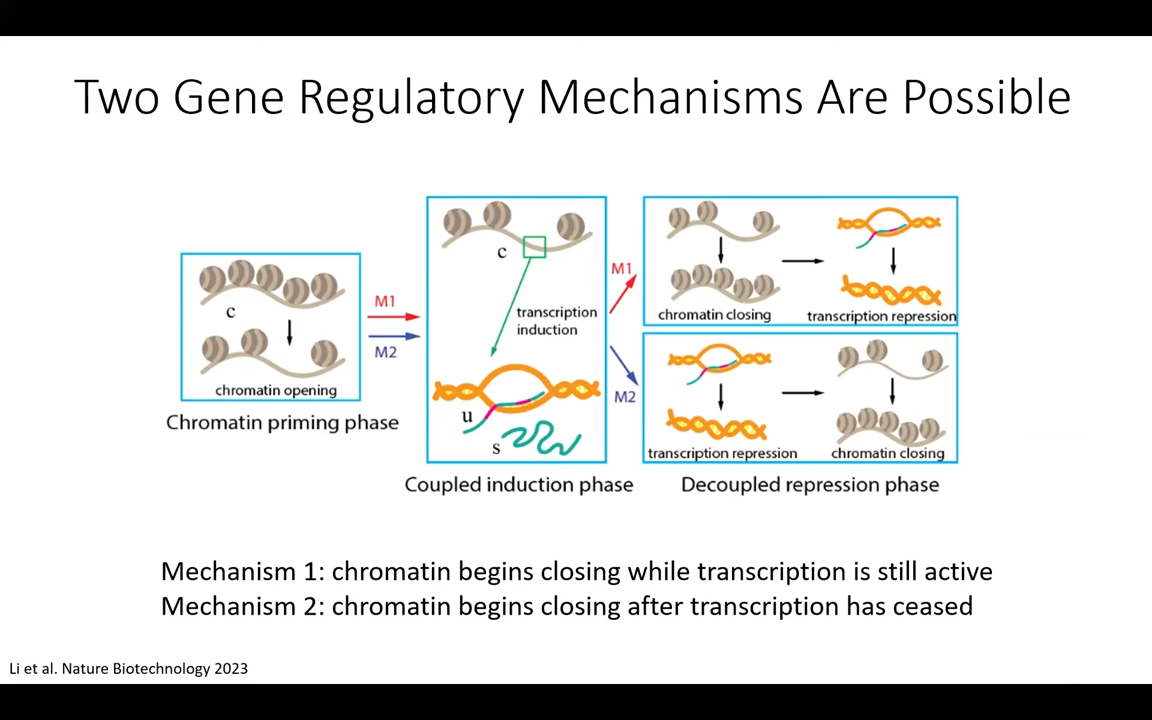 Two Gene Regulatory Mechanisms Are Possible
c
chromatin opening
Chromatin priming phase
M1
M2
c
transcription
induction
u
s
Coupled induction phase
M1
M2
chromatin closing
transcription repression
transcription repression
chromatin closing
Decoupled repression phase
Mechanism 1: chromatin begins closing while transcription is still active
Mechanism 2: chromatin begins closing after transcription has ceased
Li et al. Nature Biotechnology 2023